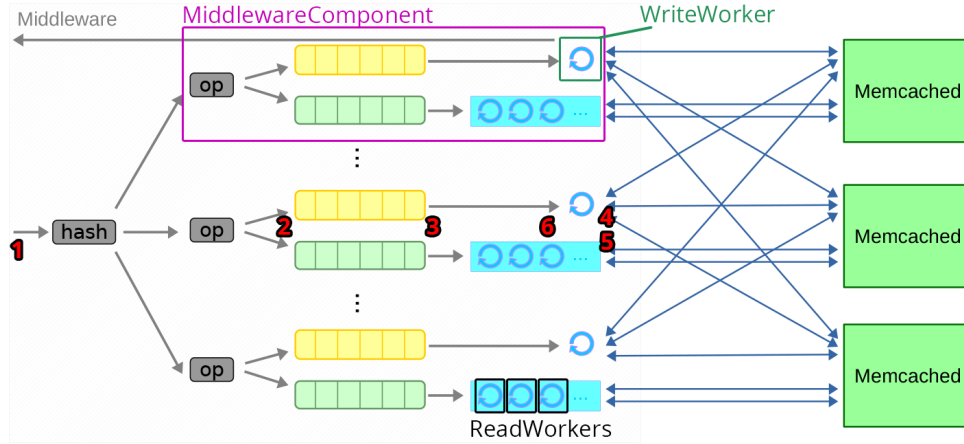 Middleware
MiddlewareComponent
WriteWorker
op
...
Memcached
⋮
1
hash
op
2
3
6
4
5
...
Memcached
⋮
op
...
Memcached
ReadWorkers